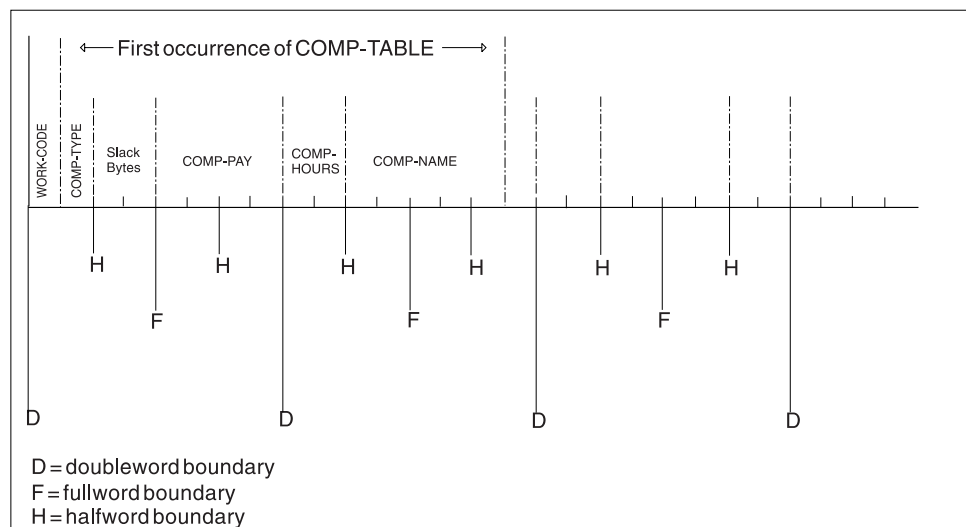 First occurrence of COMP-TABLE
WORK-CODE
COMP-TYPE
Slack
Bytes
COMP-PAY
COMP-
HOURS
COMP-NAME
H
H
H
H
H
H
F
F
F
D
D
D
D
D = doubleword boundary
F = fullword boundary
H = halfword boundary